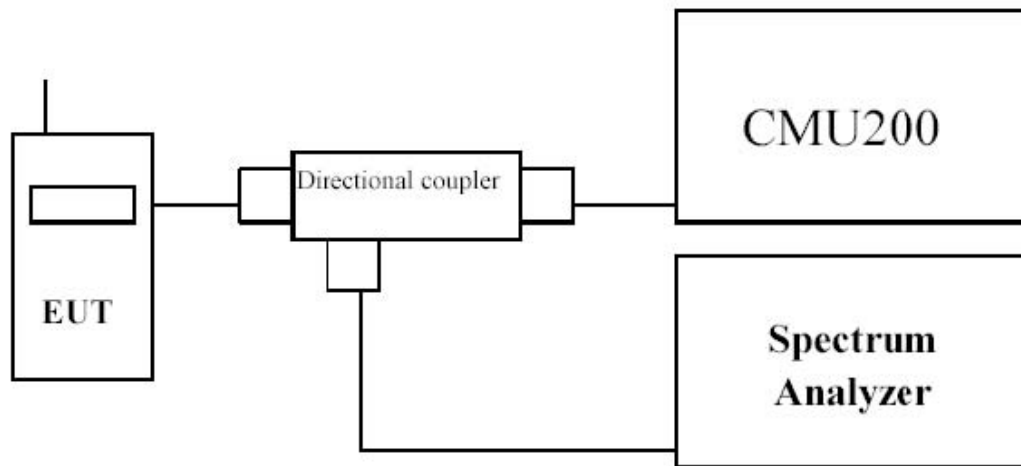 CMU200
Directional coupler
EUT
Spectrum
Analyzer